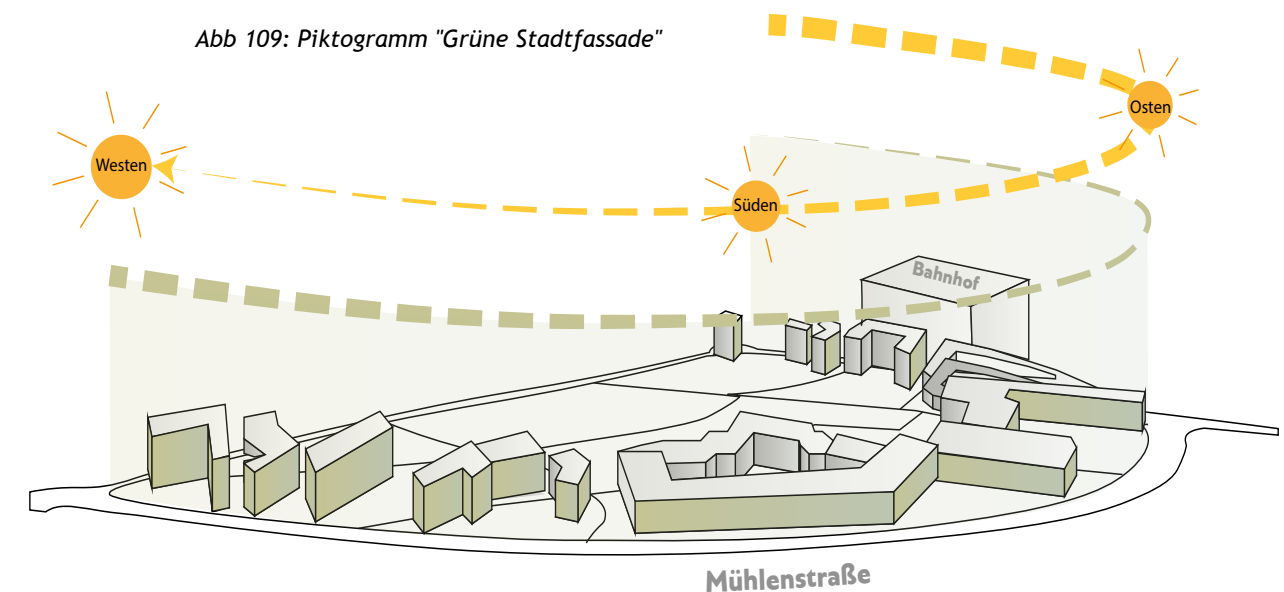 Abb 109: Piktogramm "Grüne Stadtfassade"
Osten
Westen
Süden
Bahnhof
Mühlenstraße